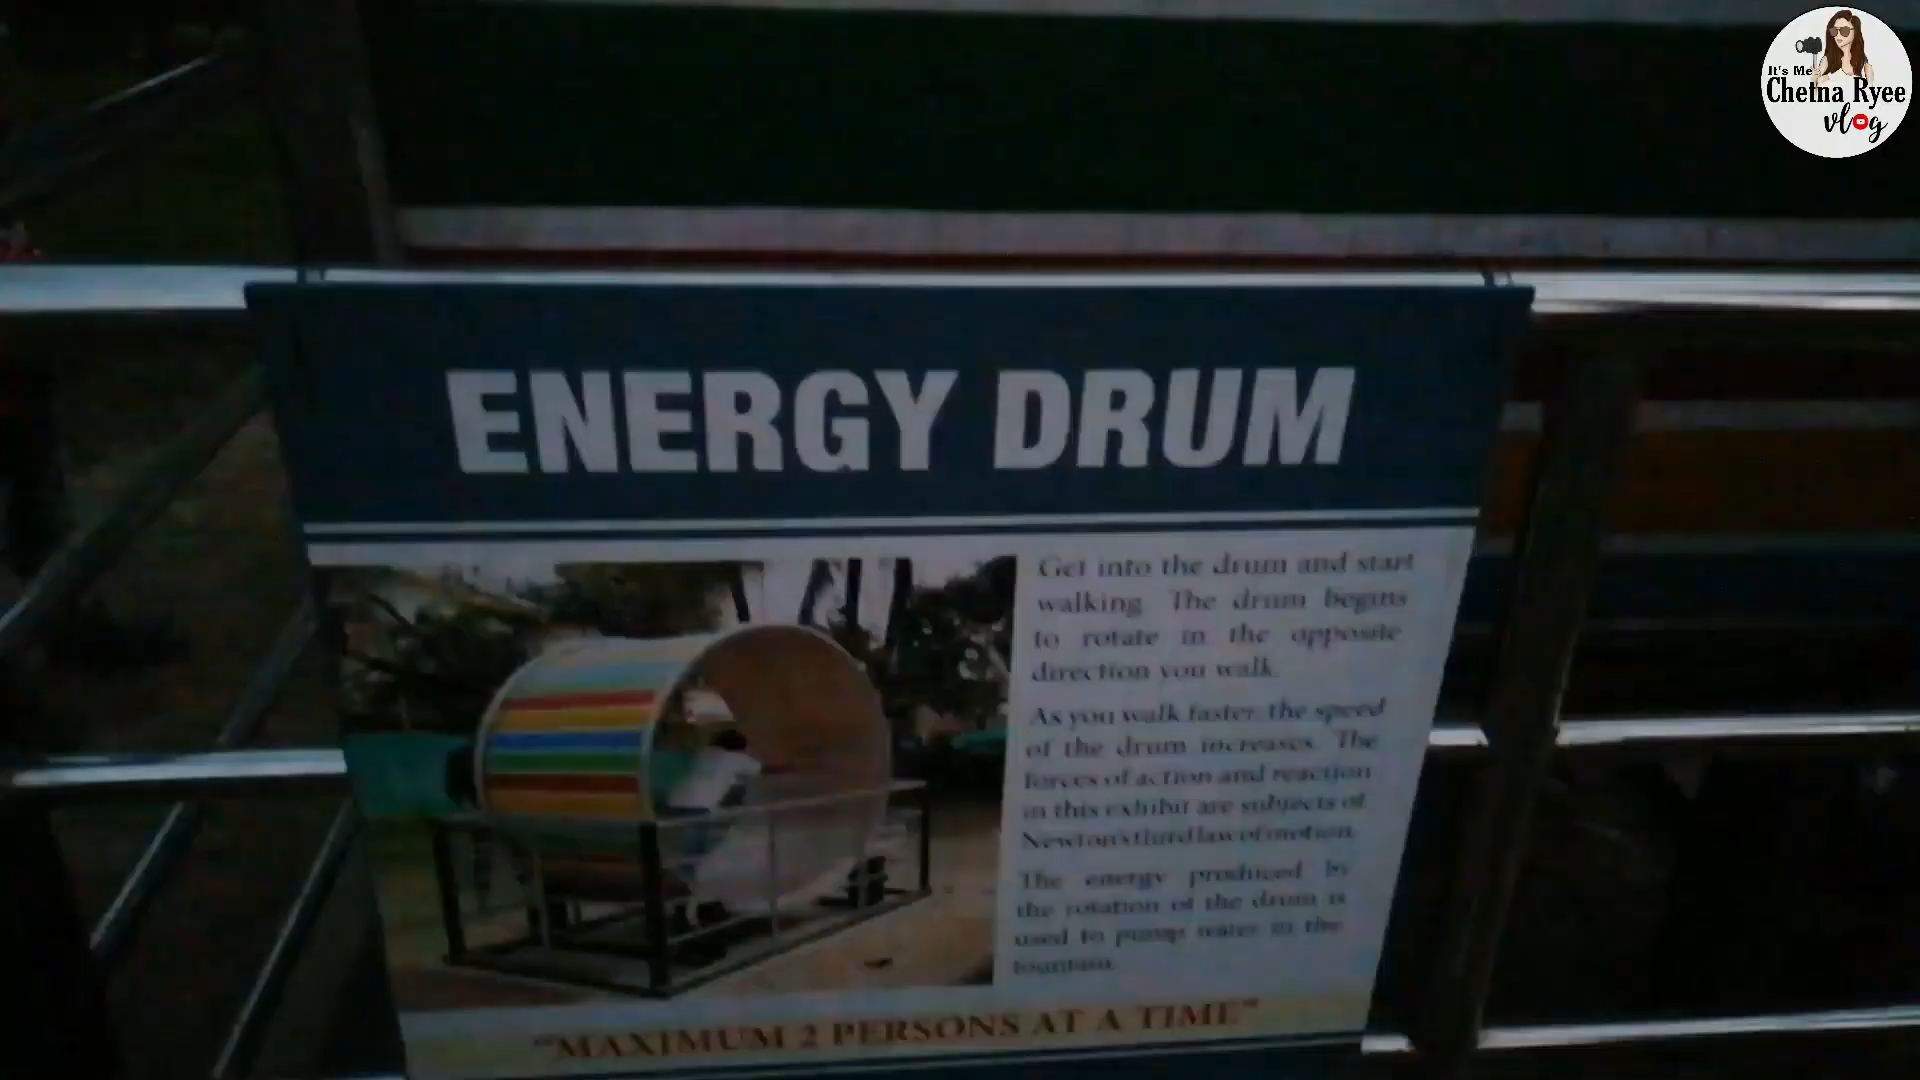 It's Me
Chetna Ryee
vlog
ENERGY DRUM
Get into the drum and start
walking. The drum begins
to rotate in the opposite
direction you walk.
As you walk faster, the speed
of the drum increases. The
forces of action and reaction
in this exhibit are subjects of
Newton's third law of motion.
The energy produced by
the rotation of the drum is
used to pump water in the
fountain.
"MAXIMUM 2 PERSONS AT A TIME"